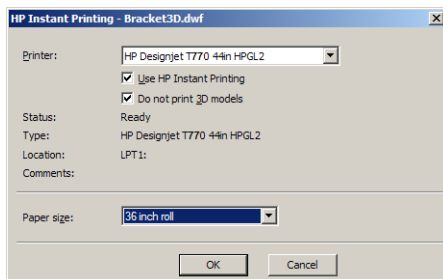 HP Instant Printing - Bracket3D.dwf
Printer: HP Designjet T770 44in HPGL2
Use HP Instant Printing
Do not print 3D models
Status: Ready
Type: HP Designjet T770 44in HPGL2
Location: LPT1:
Comments:
Paper size: 36 inch roll
OK Cancel